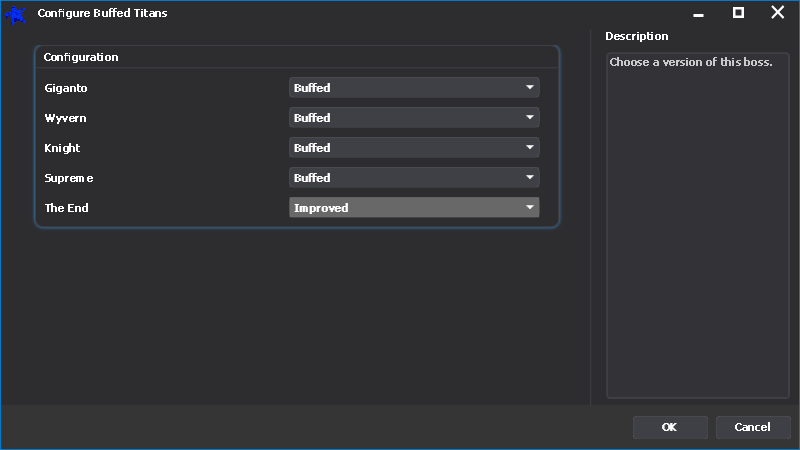 Configure Buffed Titans
Configuration
Giganto Buffed
Wyvern Buffed
Knight Buffed
Supreme Buffed
The End Improved
Description
Choose a version of this boss.
OK Cancel